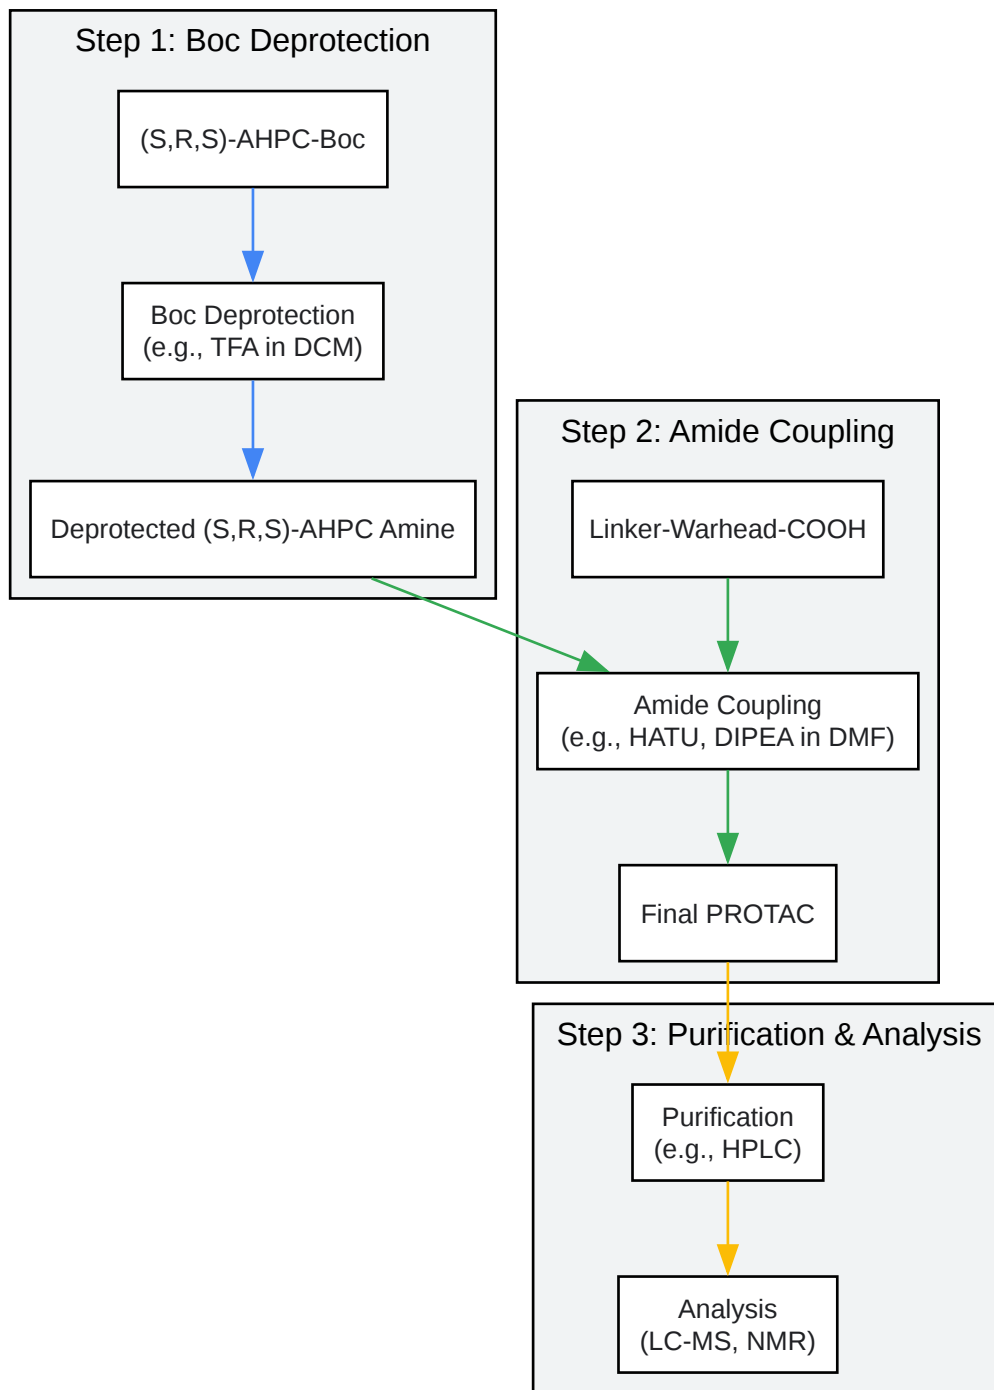 Step 1: Boc Deprotection
(S,R,S)-AHPC-Boc
Boc Deprotection
(e.g., TFA in DCM)
Deprotected (S,R,S)-AHPC Amine
Step 2: Amide Coupling
Linker-Warhead-COOH
Amide Coupling
(e.g., HATU, DIPEA in DMF)
Final PROTAC
Step 3: Purification & Analysis
Purification
(e.g., HPLC)
Analysis
(LC-MS, NMR)